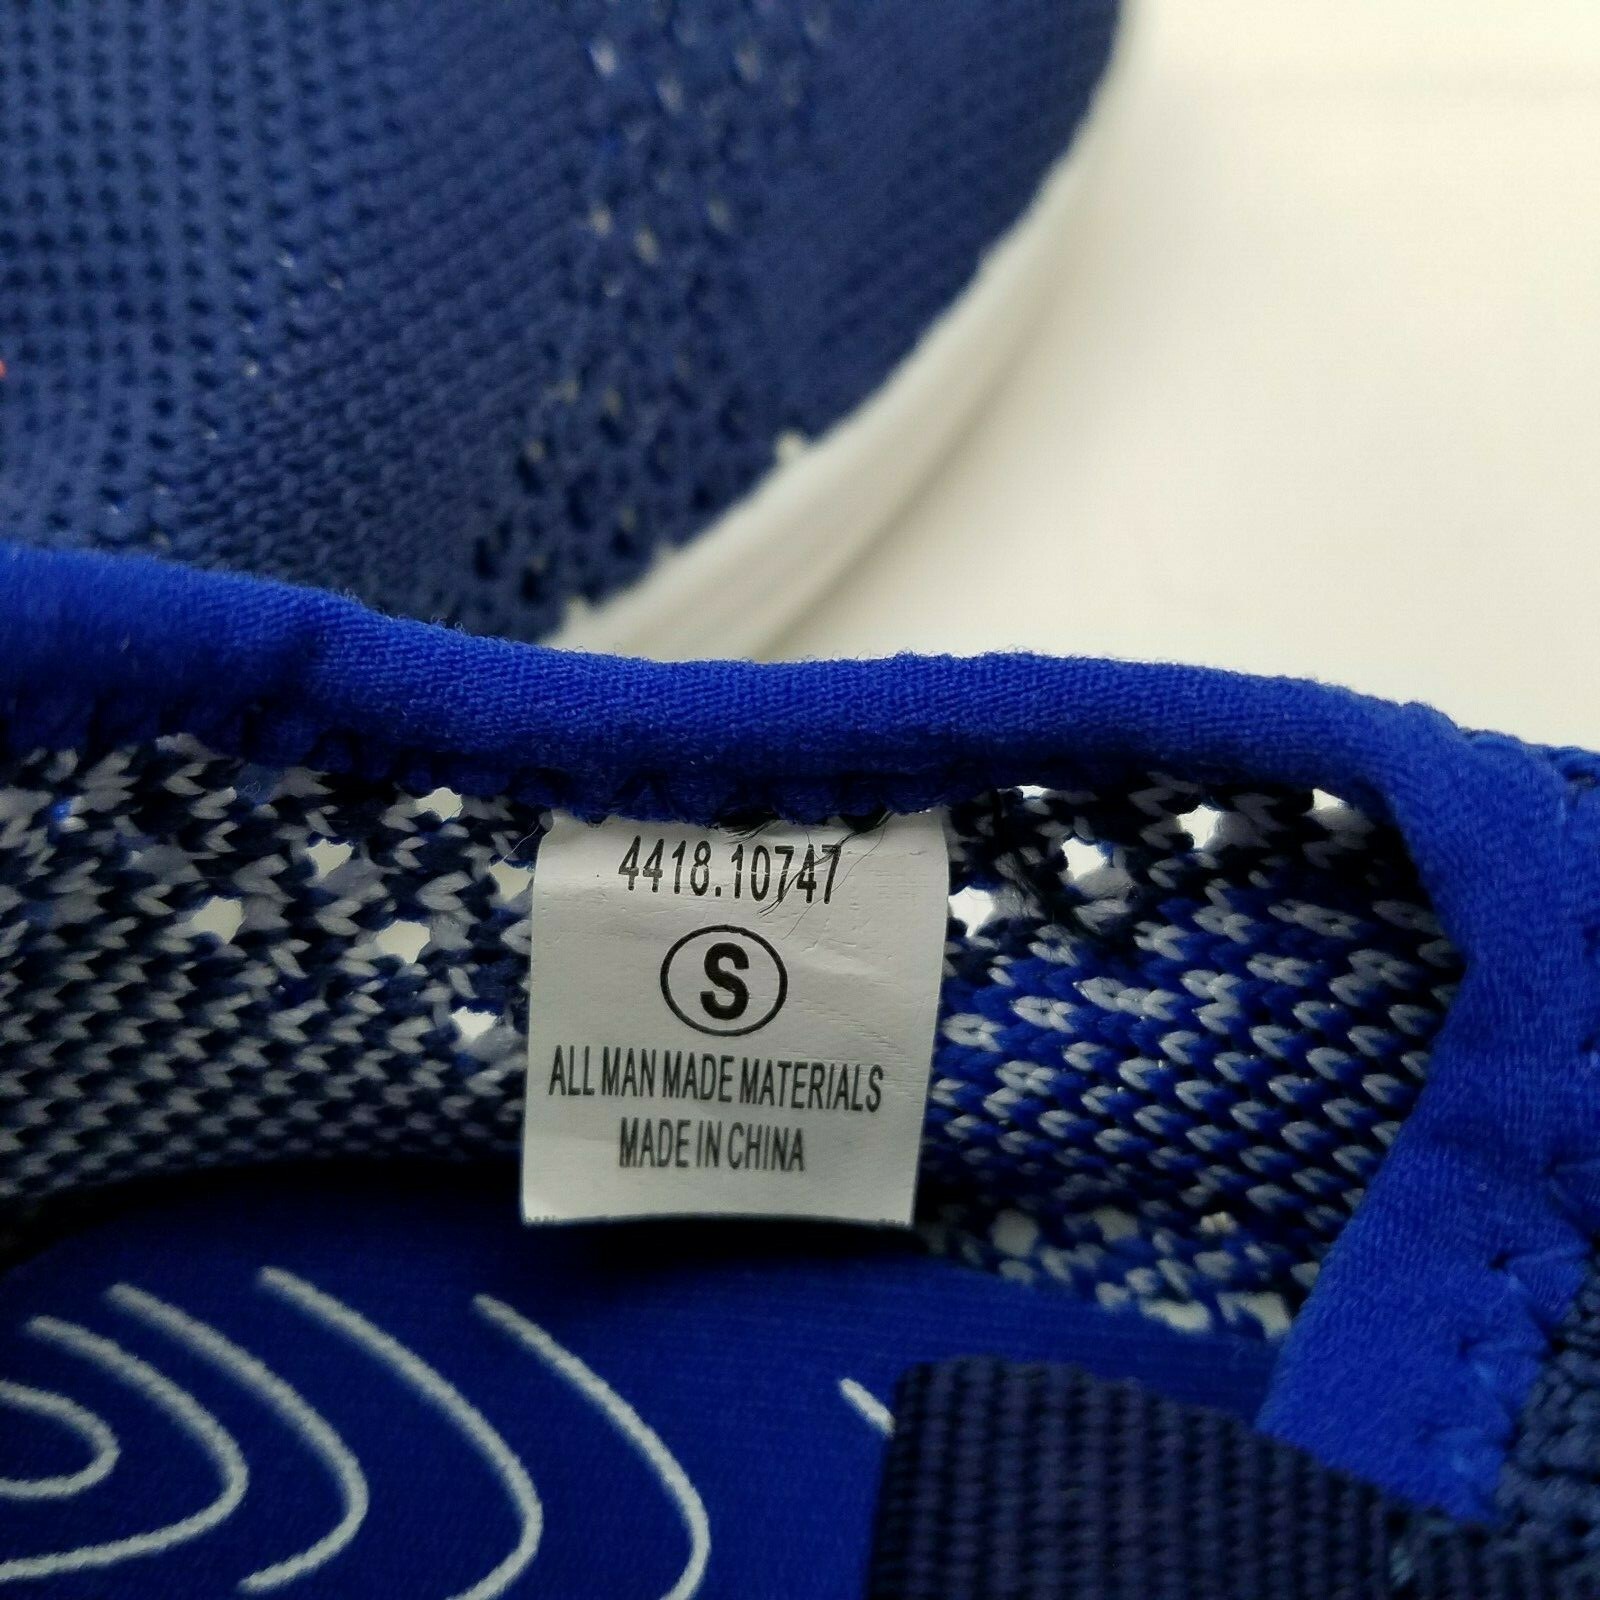 4418.10747
S
ALL MAN MADE MATERIALS
MADE IN CHINA